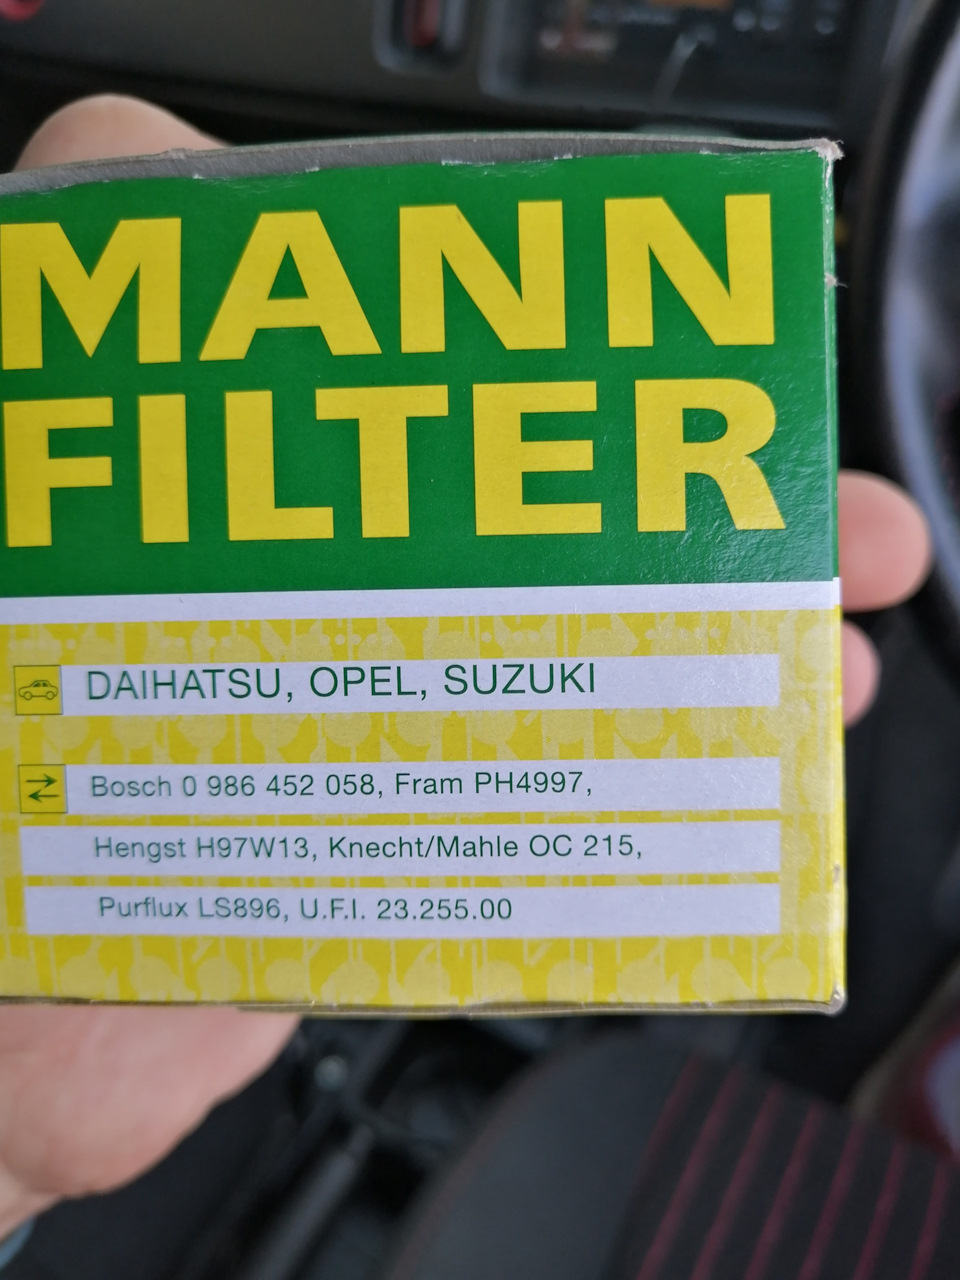 MANN
FILTER
DAIHATSU, OPEL, SUZUKI
Bosch 0 986 452 058, Fram PH4997,
Hengst H97W13, Knecht/Mahle OC 215,
Purflux LS896, U.F.I. 23.255.00